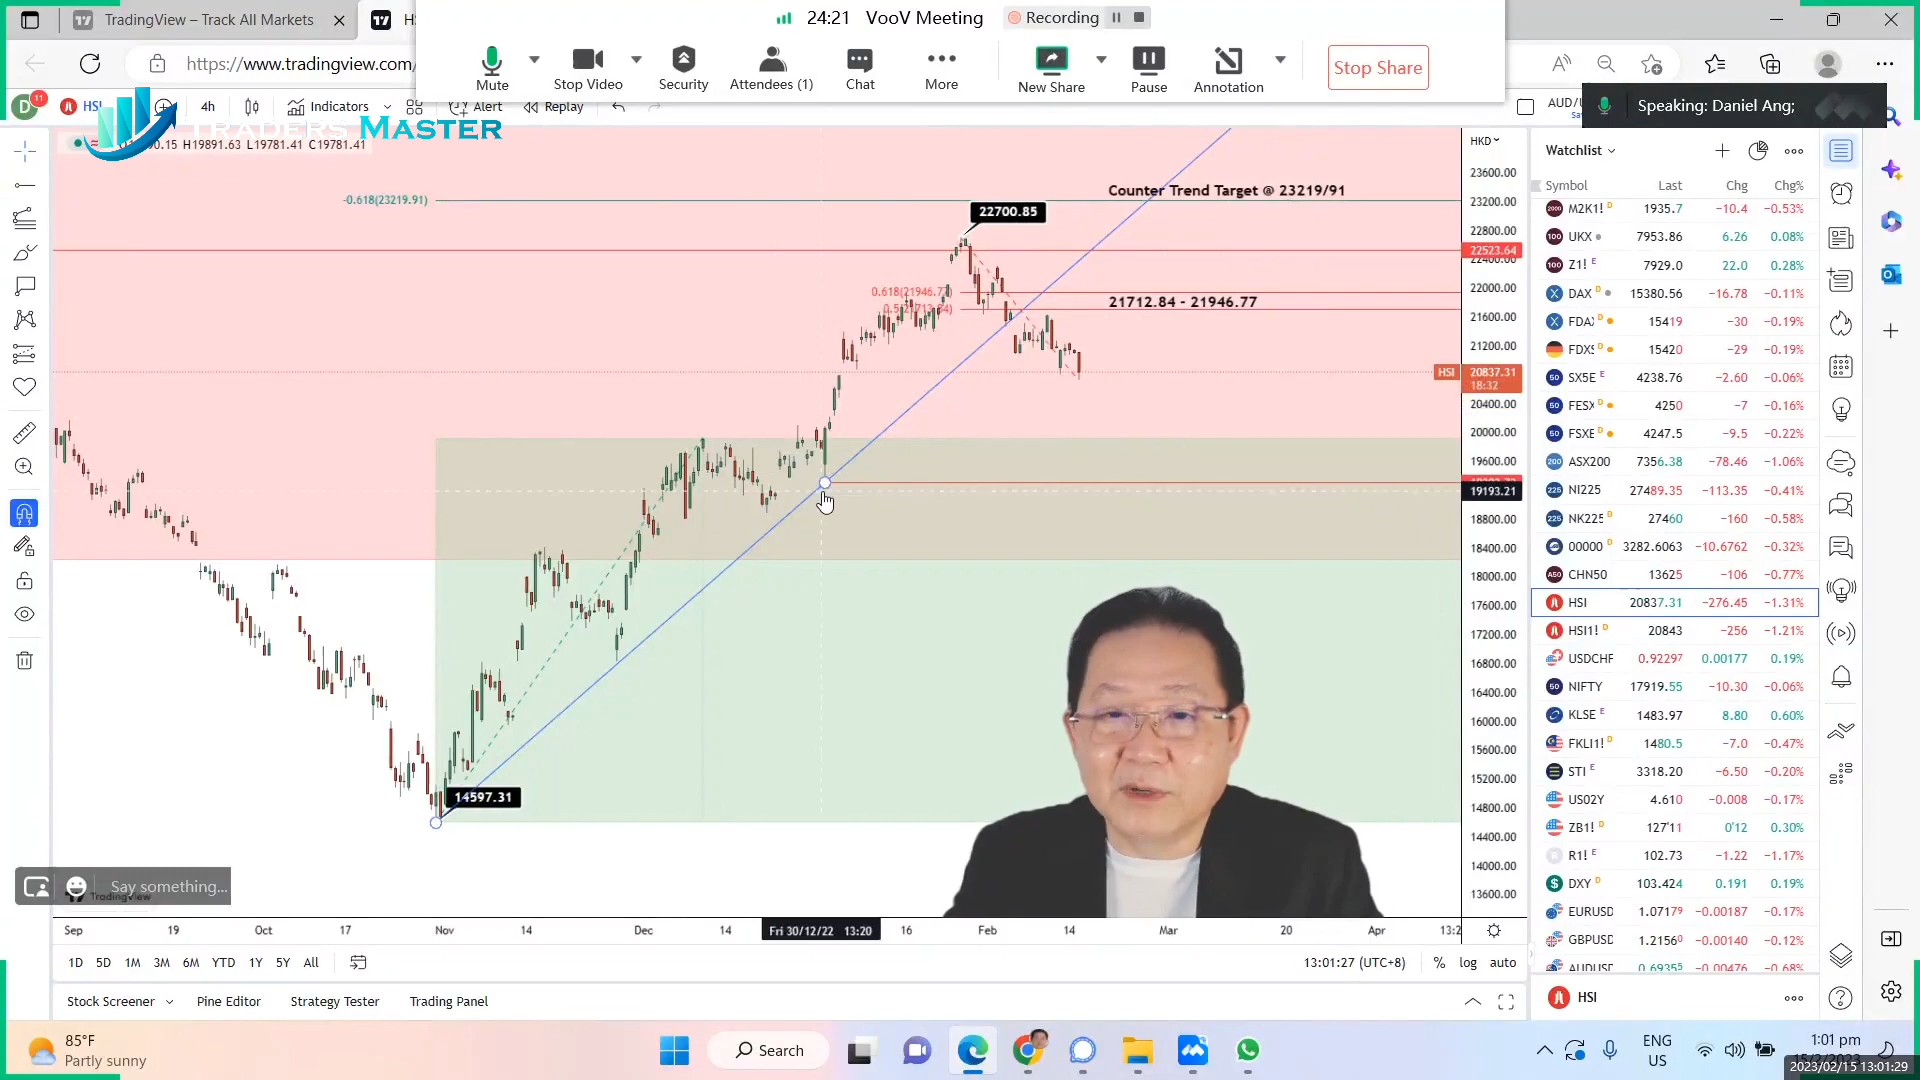 TradingView – Track All Markets
24:21 VooV Meeting Recording
https://www.tradingview.com/
Mute
Stop Video
Security
Attendees (1)
Chat
More
New Share
Pause
Annotation
Stop Share
Speaking: Daniel Ang;
D 11 HSI 4h Indicators Alert Replay
TRADERS MASTER
H19891.63 L19781.41 C19781.41
HKD
-0.618(23219.91)
Counter Trend Target @ 23219/91
22700.85
0.618(21946.77)
21712.84 - 21946.77
14597.31
23600.00
23200.00
22800.00
22523.64
22400.00
22000.00
21600.00
21200.00
HSI 20837.31
18:32
20400.00
20000.00
19600.00
19193.21
18800.00
18400.00
18000.00
17600.00
17200.00
16800.00
16400.00
16000.00
15600.00
15200.00
14800.00
14400.00
14000.00
13600.00
Say something...
TradingView
Sep 19 Oct 17 Nov 14 Dec 14 Fri 30/12/22 13:20 16 Feb 14 Mar 20 Apr 13:2
1D 5D 1M 3M 6M YTD 1Y 5Y All
13:01:27 (UTC+8) % log auto
Stock Screener Pine Editor Strategy Tester Trading Panel
Watchlist
Symbol Last Chg Chg%
M2K1! D 1935.7 −10.4 −0.53%
UKX 7953.86 6.26 0.08%
Z1! E 7929.0 22.0 0.28%
DAX D 15380.56 −16.78 −0.11%
FDA D 15419 −30 −0.19%
FDXS D 15420 −29 −0.19%
SX5E E 4238.76 −2.60 −0.06%
FESX D 4250 −7 −0.16%
FSXE D 4247.5 −9.5 −0.22%
ASX200 7356.38 −78.46 −1.06%
NI225 27489.35 −113.35 −0.41%
NK225 D 27460 −160 −0.58%
00000 D 3282.6063 −10.6762 −0.32%
CHN50 13625 −106 −0.77%
HSI 20837.31 −276.45 −1.31%
HSI1! D 20843 −256 −1.21%
USDCHF 0.92297 0.00177 0.19%
NIFTY 17919.55 −10.30 −0.06%
KLSE E 1483.97 8.80 0.60%
FKLI1! D 1480.5 −7.0 −0.47%
STI E 3318.20 −6.50 −0.20%
US02Y 4.610 −0.008 −0.17%
ZB1! D 127'11 0'12 0.30%
R1! E 102.73 −1.22 −1.17%
DXY D 103.424 0.191 0.19%
EURUSD 1.07179 −0.00187 −0.17%
GBPUSD 1.21560 −0.00140 −0.12%
AUDUSD 0.69355 −0.00476 −0.68%
HSI
85°F
Partly sunny
Search
ENG
US
1:01 pm
15/2/2023
2023/02/15 13:01:29